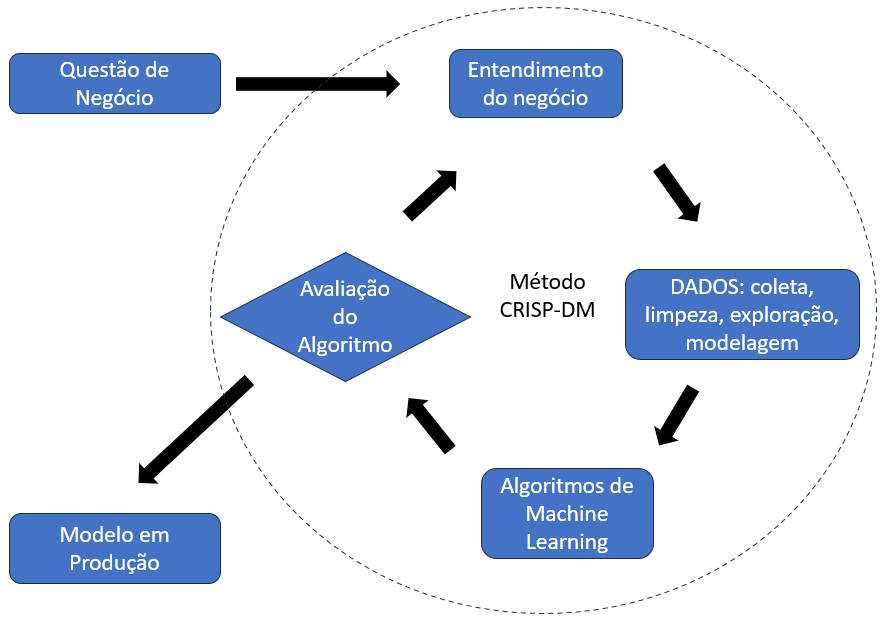 Questão de
Negócio
Entendimento
do negócio
Avaliação
do
Algoritmo
Método
CRISP-DM
DADOS: coleta,
limpeza, exploração,
modelagem
Algoritmos de
Machine
Learning
Modelo em
Produção